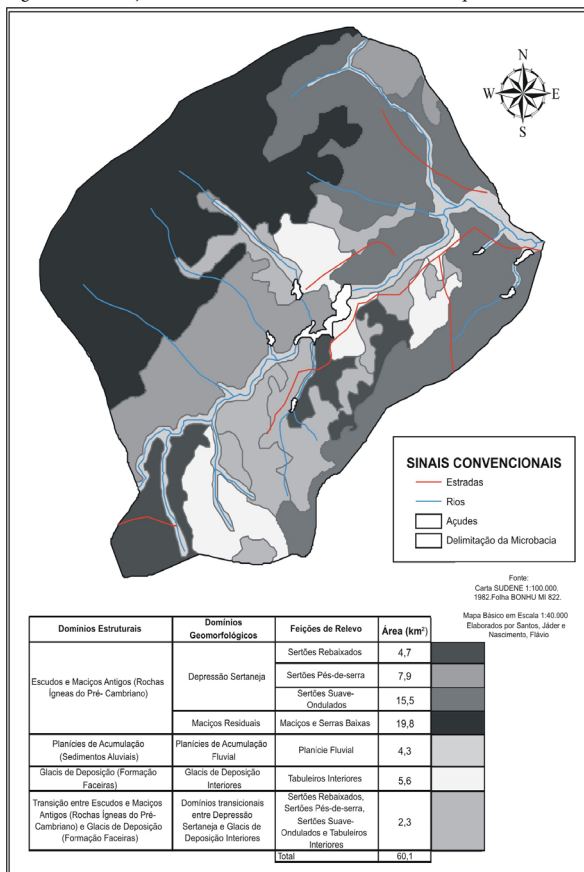 N
W
E
S
SINAIS CONVENCIONAIS
Estradas
Rios
Açudes
Delimitação da Microbacia
Fonte:
Carta SUDENE 1:100.000.
1982.Folha BONHU MI 822.
Mapa Básico em Escala 1:40.000
Elaborados por Santos, Jáder e
Nascimento, Flávio
Domínios Estruturais
Domínios
Geomorfológicos
Feições de Relevo
Área (km²)
Escudos e Maciços Antigos (Rochas
Ígneas do Pré- Cambriano)
Depressão Sertaneja
Sertões Rebaixados
4,7
Sertões Pés-de-serra
7,9
Sertões Suave-
Ondulados
15,5
Maciços Residuais
Maciços e Serras Baixas
19,8
Planícies de Acumulação
(Sedimentos Aluviais)
Planícies de Acumulação
Fluvial
Planície Fluvial
4,3
Glacis de Deposição (Formação
Faceiras)
Glacis de Deposição
Interiores
Tabuleiros Interiores
5,6
Transição entre Escudos e Maciços
Antigos (Rochas Ígneas do Pré-
Cambriano) e Glacis de Deposição
(Formação Faceiras)
Domínios transicionais
entre Depressão
Sertaneja e Glacis de
Deposição Interiores
Sertões Rebaixados,
Sertões Pés-de-serra,
Sertões Suave-
Ondulados e Tabuleiros
Interiores
2,3
Total
60,1